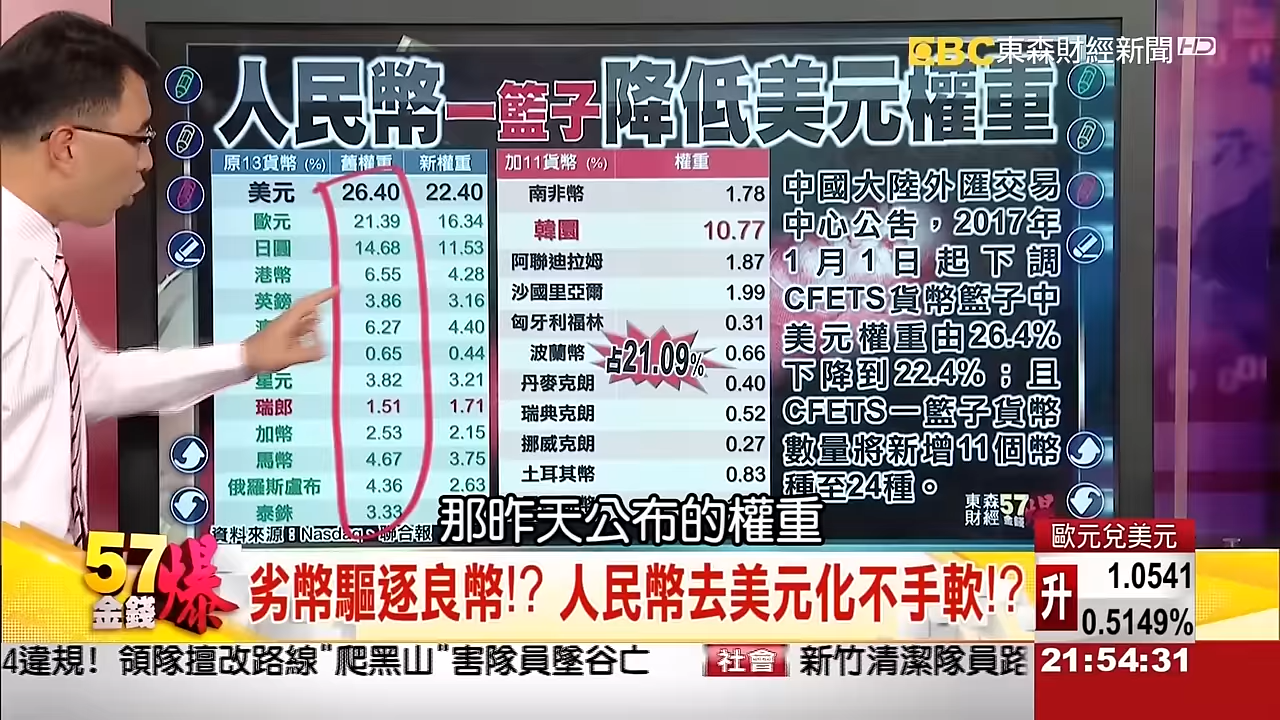 EBC 東森財經新聞 HD
人民幣一籃子降低美元權重
原13貨幣 (%) 舊權重 新權重
美元 26.40 22.40
歐元 21.39 16.34
日圓 14.68 11.53
港幣 6.55 4.28
英鎊 3.86 3.16
6.27 4.40
0.65 0.44
星元 3.82 3.21
瑞郎 1.51 1.71
加幣 2.53 2.15
馬幣 4.67 3.75
俄羅斯盧布 4.36 2.63
泰銖 3.33
資料來源：Nasdaq、聯合報
加11貨幣 (%) 權重
南非幣 1.78
韓圜 10.77
阿聯迪拉姆 1.87
沙國里亞爾 1.99
匈牙利福林 0.31
波蘭幣 0.66
丹麥克朗 0.40
瑞典克朗 0.52
挪威克朗 0.27
土耳其幣 0.83
占21.09%
中國大陸外匯交易
中心公告，2017年
1月1日起下調
CFETS貨幣籃子中
美元權重由26.4%
下降到22.4%；且
CFETS一籃子貨幣
數量將新增11個幣
種至24種。
東森財經 57金錢爆
那昨天公布的權重
57金錢爆
劣幣驅逐良幣!? 人民幣去美元化不手軟!?
歐元兌美元
升 1.0541
0.5149%
4違規! 領隊擅改路線"爬黑山"害隊員墜谷亡 社會 新竹清潔隊員
21:54:31